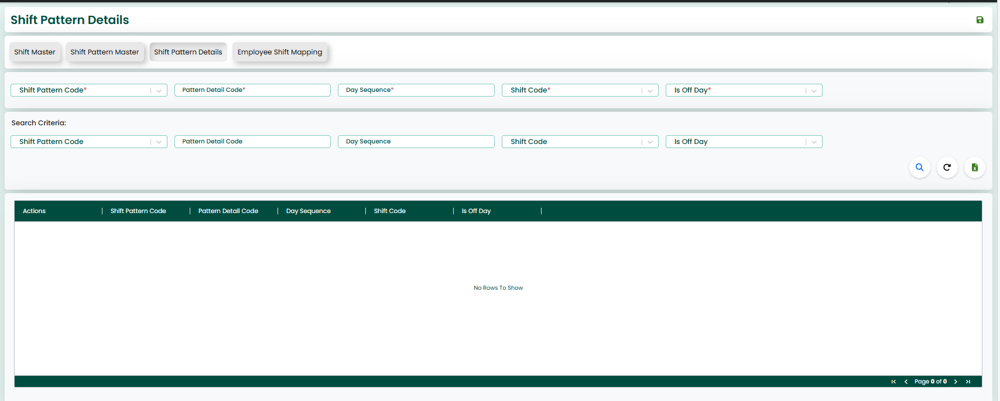 Shift Pattern Details
Shift Master Shift Pattern Master Shift Pattern Details Employee Shift Mapping
Shift Pattern Code* Pattern Detail Code* Day Sequence* Shift Code* Is Off Day*
Search Criteria:
Shift Pattern Code Pattern Detail Code Day Sequence Shift Code Is Off Day
Actions Shift Pattern Code Pattern Detail Code Day Sequence Shift Code Is Off Day
No Rows To Show
Page 0 of 0